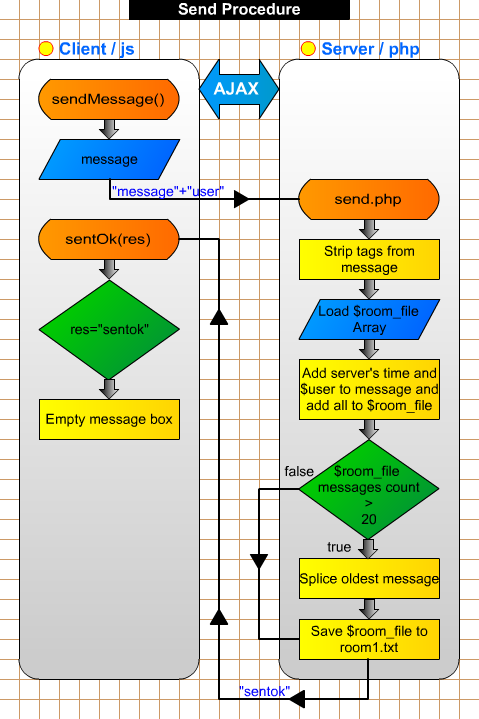 Send Procedure
Client / js
Server / php
AJAX
sendMessage()
message
"message"+"user"
send.php
sentOk(res)
Strip tags from
message
res="sentok"
Load $room_file
Array
Empty message box
Add server's time and
$user to message and
add all to $room_file
false
$room_file
messages count
>
20
true
Splice oldest message
Save $room_file to
room1.txt
"sentok"